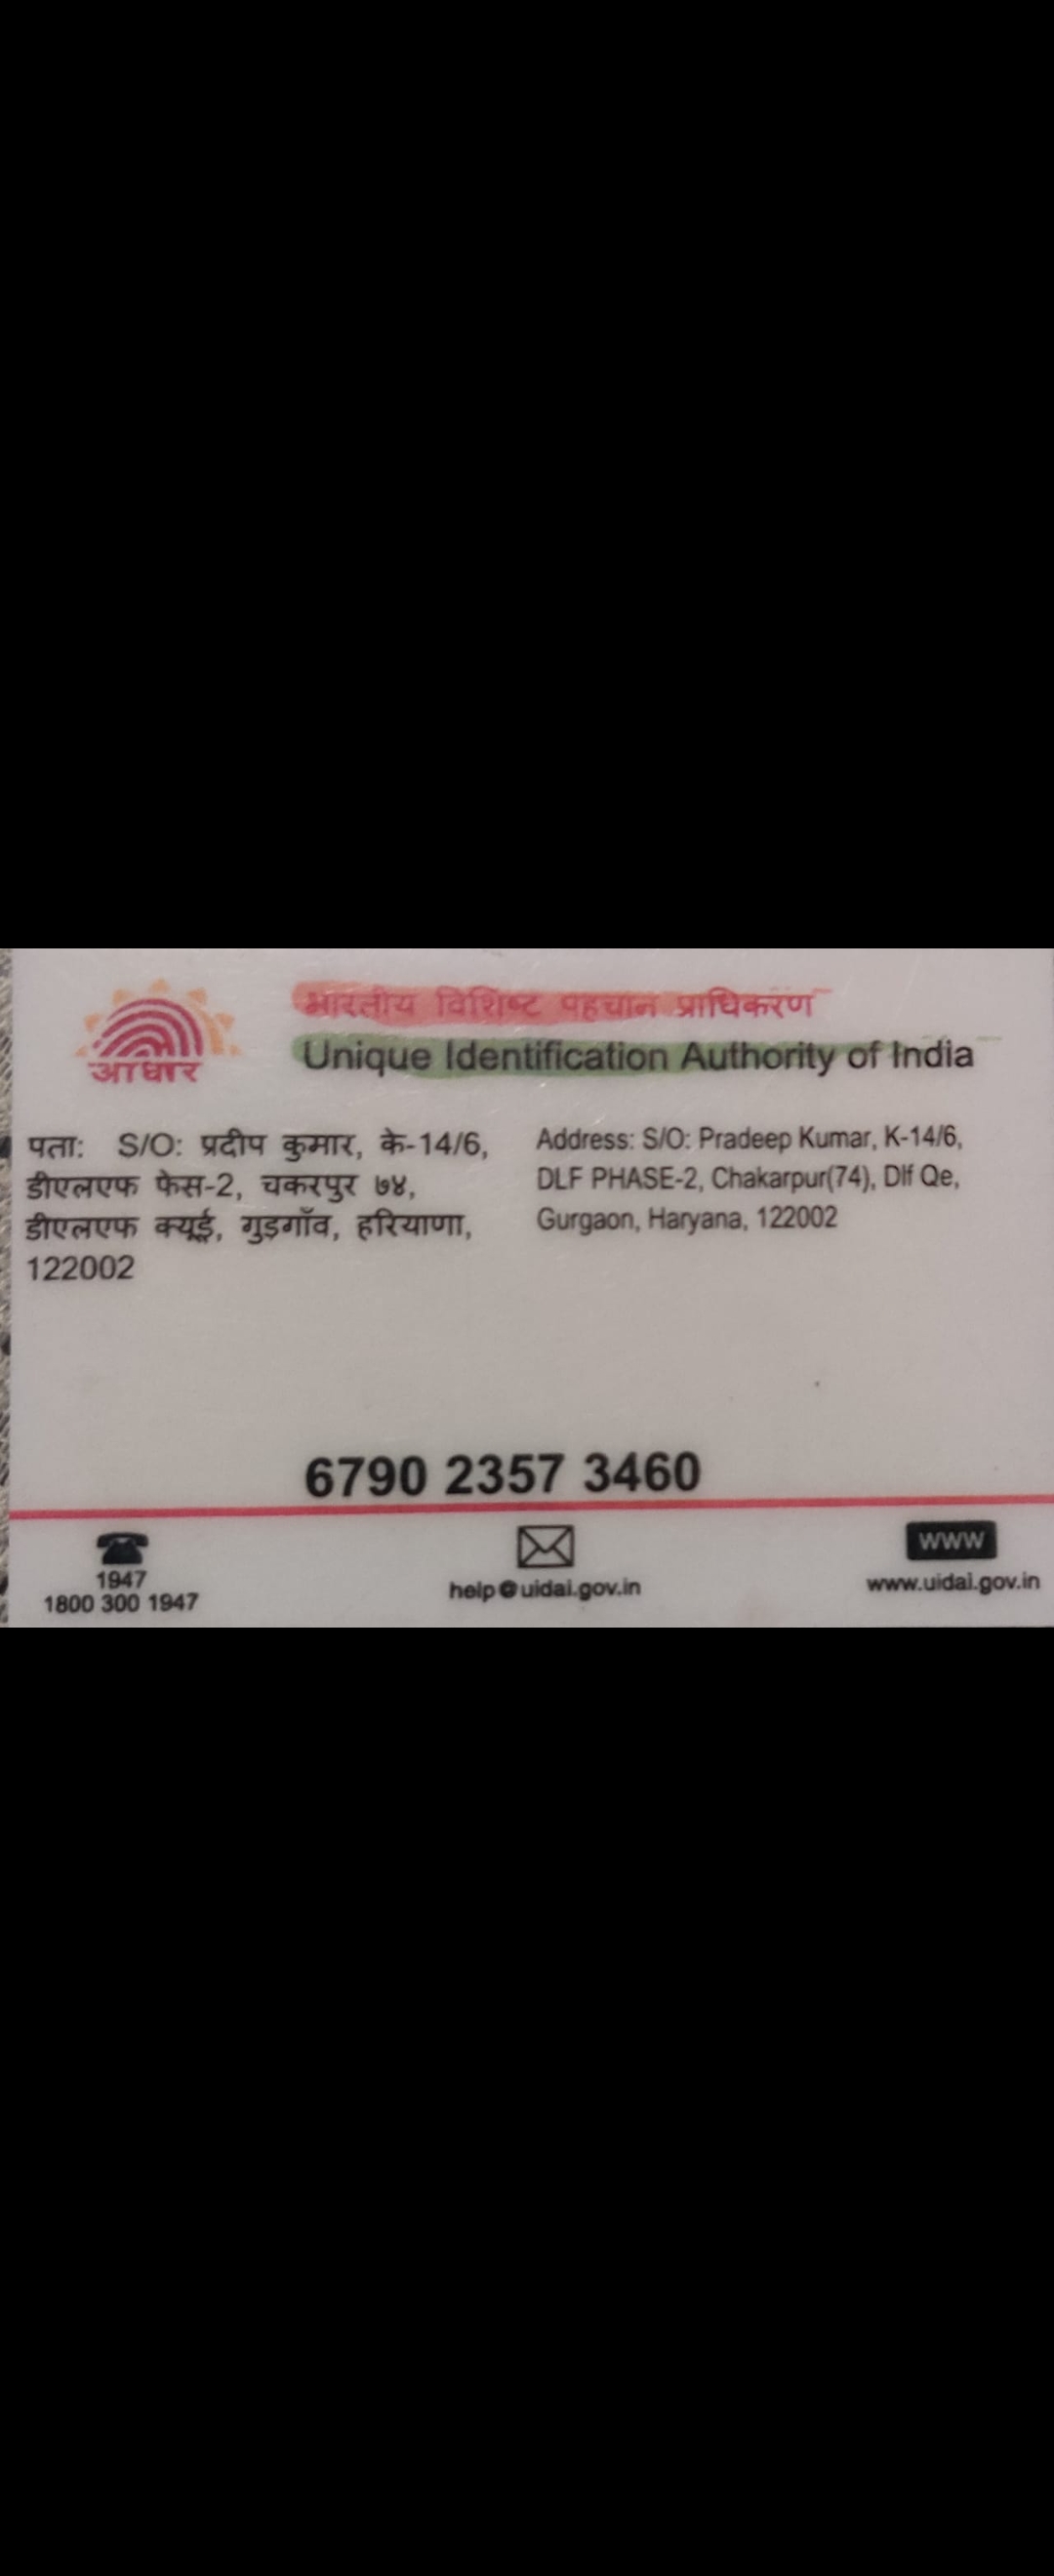 आधार
भारतीय विशिष्ट पहचान प्राधिकरण
Unique Identification Authority of India
पता: S/O: प्रदीप कुमार, के-14/6,
डीएलएफ फेस-2, चकरपुर ७४,
डीएलएफ क्यूई, गुड़गाँव, हरियाणा,
122002
Address: S/O: Pradeep Kumar, K-14/6,
DLF PHASE-2, Chakarpur(74), Dlf Qe,
Gurgaon, Haryana, 122002
6790 2357 3460
1947
1800 300 1947
help@uidai.gov.in
www
www.uidai.gov.in